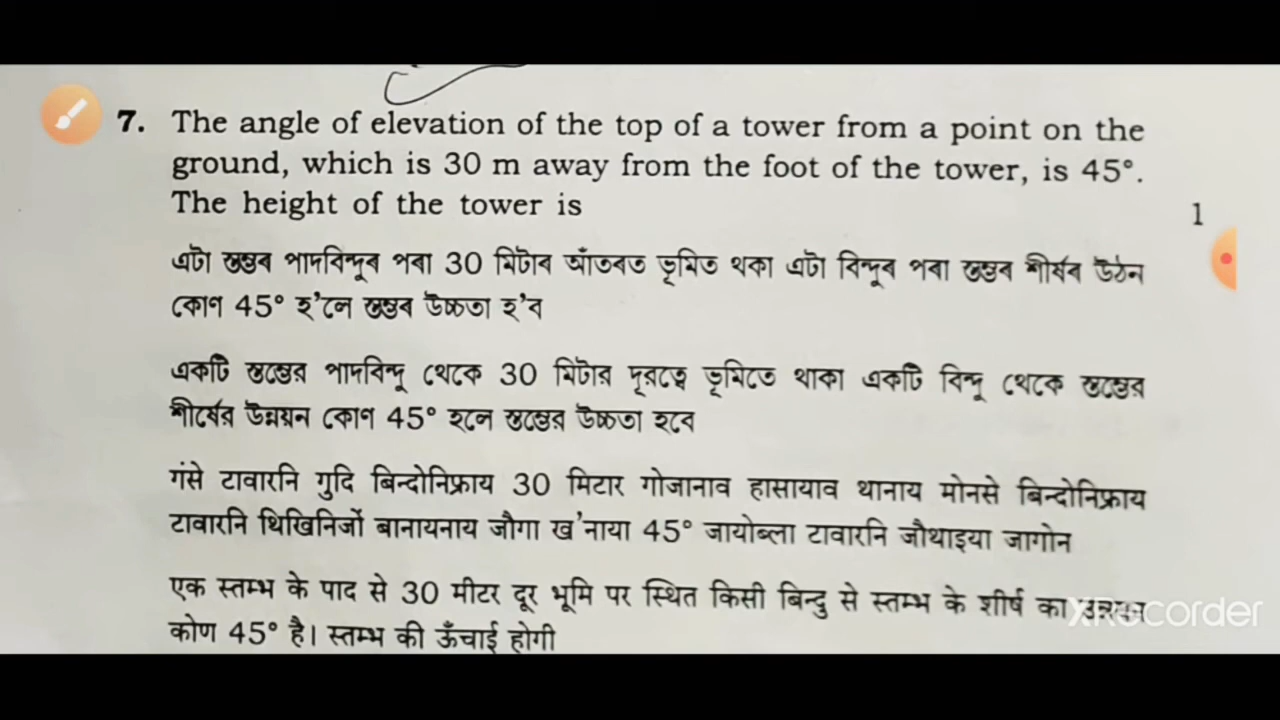 7. The angle of elevation of the top of a tower from a point on the
ground, which is 30 m away from the foot of the tower, is 45°.
The height of the tower is
1
এটা স্তম্ভৰ পাদবিন্দুৰ পৰা 30 মিটাৰ আঁতৰত ভূমিত থকা এটা বিন্দুৰ পৰা স্তম্ভৰ শীৰ্ষৰ উঠন
কোণ 45° হ'লে স্তম্ভৰ উচ্চতা হ'ব
একটি স্তম্ভের পাদবিন্দু থেকে 30 মিটার দূরত্বে ভূমিতে থাকা একটি বিন্দু থেকে স্তম্ভের
শীর্ষের উন্নয়ন কোণ 45° হলে স্তম্ভের উচ্চতা হবে
गंसे टावारनि गुदि बिन्दोनिफ्राय 30 मिटार गोजानाव हासायाव थानाय मोनसे बिन्दोनिफ्राय
टावारनि थिखिनिजों बानायनाय जौगा ख'नाया 45° जायोब्ला टावारनि जौथाइया जागोन
एक स्तम्भ के पाद से 30 मीटर दूर भूमि पर स्थित किसी बिन्दु से स्तम्भ के शीर्ष का उन्नयन
कोण 45° है। स्तम्भ की ऊँचाई होगी
XRecorder